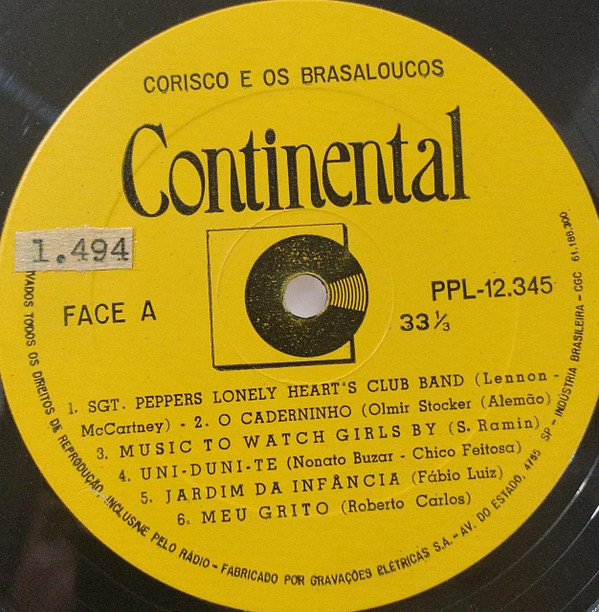 CORISCO E OS BRASALOUCOS
Continental
1.494
FACE A
PPL-12.345
33 ⅓
1. SGT. PEPPERS LONELY HEART'S CLUB BAND (Lennon -
McCartney) - 2. O CADERNINHO (Olmir Stocker (Alemão)
3. MUSIC TO WATCH GIRLS BY (S. Ramin)
4. UNI-DUNI-TE (Nonato Buzar - Chico Feitosa)
5. JARDIM DA INFÂNCIA (Fábio Luiz)
6. MEU GRITO (Roberto Carlos)
VADOS TODOS OS DIREITOS DE REPRODUÇÃO, INCLUSIVE PELO RÁDIO - FABRICADO POR GRAVAÇÕES ELÉTRICAS S.A. - AV. DO ESTADO, 4755 SP - INDÚSTRIA BRASILEIRA - CGC 61.186.300